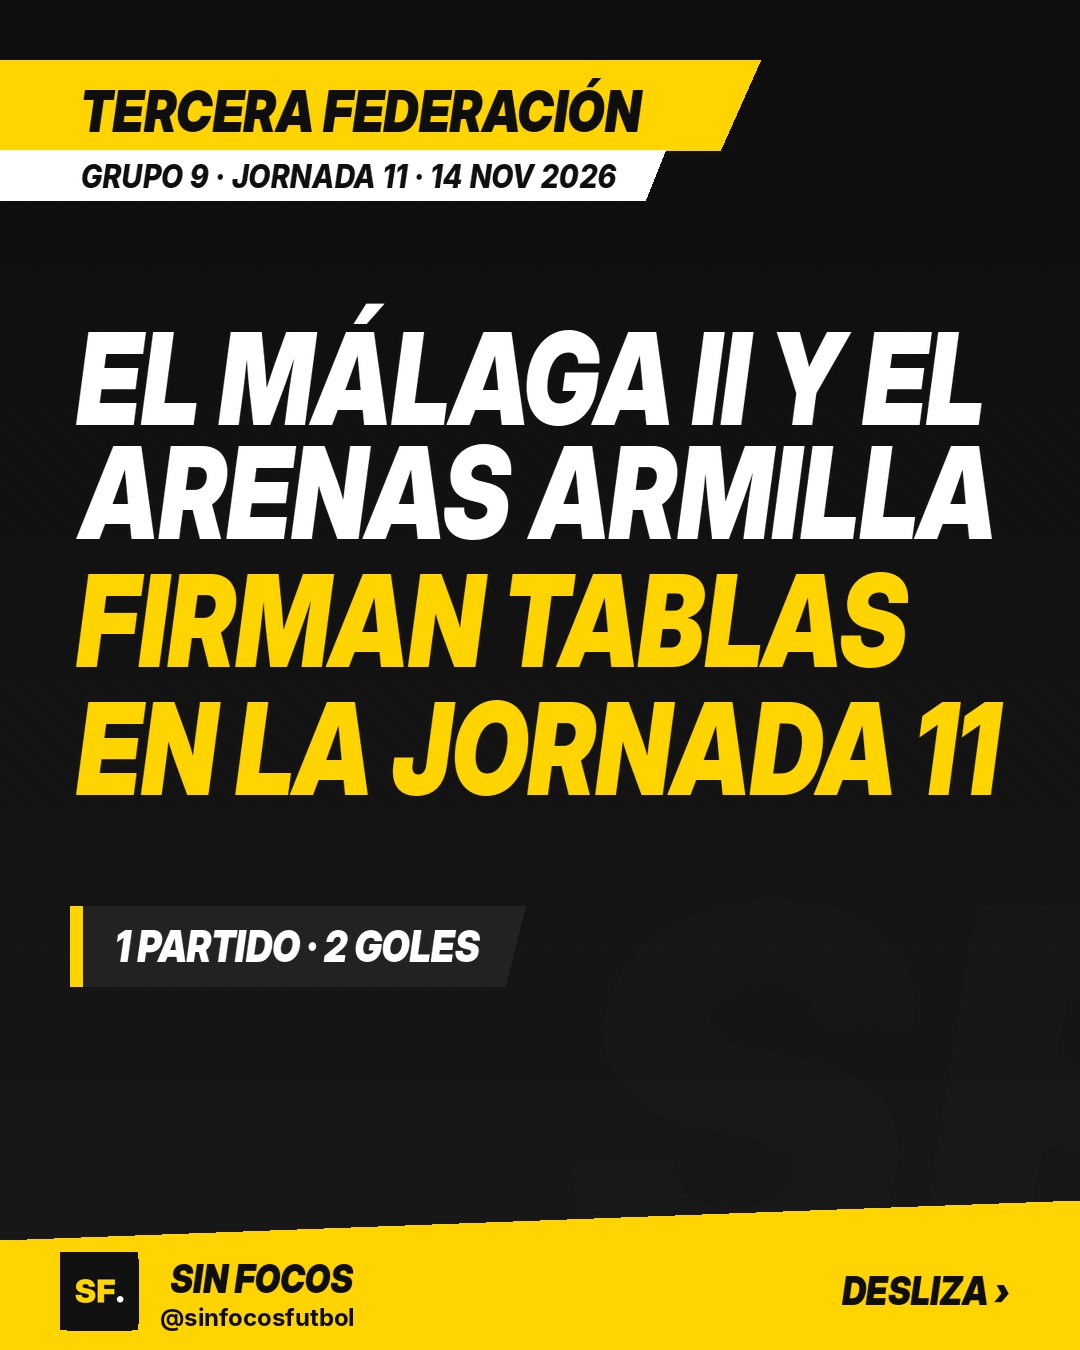 TERCERA FEDERACIÓN
GRUPO 9 · JORNADA 11 · 14 NOV 2026
EL MÁLAGA II Y EL
ARENAS ARMILLA
FIRMAN TABLAS
EN LA JORNADA 11
1 PARTIDO · 2 GOLES
SF
SF.
SIN FOCOS
@sinfocosfutbol
DESLIZA ›